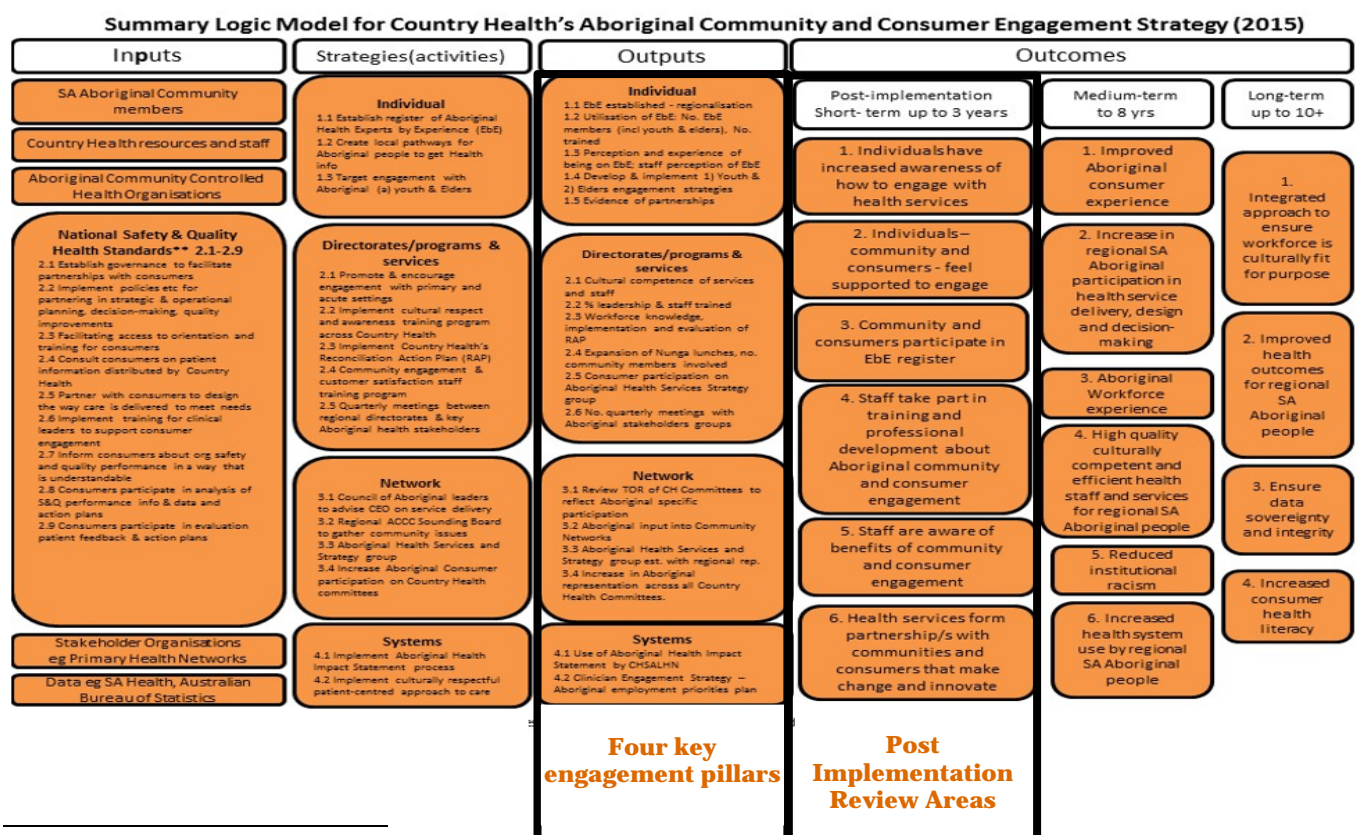 Summary Logic Model for Country Health's Aboriginal Community and Consumer Engagement Strategy (2015)
Inputs
SA Aboriginal Community
members
Country Health resources and staff
Aboriginal Community Controlled
Health Organisations
National Safety & Quality
Health Standards** 2.1-2.9
2.1 Establish governance to facilitate
partnerships with consumers
2.2 Implement policies etc for
partnering in strategic & operational
planning, decision-making, quality
improvements
2.3 Facilitating access to orientation and
training for consumers
2.4 Consult consumers on patient
information distributed by Country
Health
2.5 Partner with consumers to design
the way care is delivered to meet needs
2.6 Implement training for clinical
leaders to support consumer
engagement
2.7 Inform consumers about org safety
and quality performance in a way that
is understandable
2.8 Consumers participate in analysis of
S&Q performance info & data and
action plans
2.9 Consumers participate in evaluation
patient feedback & action plans
Stakeholder Organisations
eg Primary Health Networks
Data eg SA Health, Australian
Bureau of Statistics
Strategies(activities)
Individual
1.1 Establish register of Aboriginal
Health Experts by Experience (EbE)
1.2 Create local pathways for
Aboriginal people to get Health
info
1.3 Target engagement with
Aboriginal (a) youth & Elders
Directorates/programs &
services
2.1 Promote & encourage
engagement with primary and
acute settings
2.2 Implement cultural respect
and awareness training program
across Country Health
2.3 Implement Country Health's
Reconciliation Action Plan (RAP)
2.4 Community engagement &
customer satisfaction staff
training program
2.5 Quarterly meetings between
regional directorates & key
Aboriginal health stakeholders
Network
3.1 Council of Aboriginal leaders
to advise CEO on service delivery
3.2 Regional ACCC Sounding Board
to gather community issues
3.3 Aboriginal Health Services and
Strategy group
3.4 Increase Aboriginal Consumer
participation on Country Health
committees
Systems
4.1 Implement Aboriginal Health
Impact Statement process
4.2 Implement culturally respectful
patient-centred approach to care
Outputs
Individual
1.1 EbE established - regionalisation
1.2 Utilisation of EbE: No. EbE
members (incl youth & elders), No.
trained
1.3 Perception and experience of
being on EbE; staff perception of EbE
1.4 Develop & implement 1) Youth &
2) Elders engagement strategies
1.5 Evidence of partnerships
Directorates/programs &
services
2.1 Cultural competence of services
and staff
2.2 % leadership & staff trained
2.3 Workforce knowledge,
implementation and evaluation of
RAP
2.4 Expansion of Nunga lunches, no.
community members involved
2.5 Consumer participation on
Aboriginal Health Services Strategy
group
2.6 No. quarterly meetings with
Aboriginal stakeholders groups
Network
3.1 Review TOR of CH Committees to
reflect Aboriginal specific
participation
3.2 Aboriginal input into Community
Networks
3.3 Aboriginal Health Services and
Strategy group est. with regional rep.
3.4 Increase in Aboriginal
representation across all Country
Health Committees.
Systems
4.1 Use of Aboriginal Health Impact
Statement by CHSALHN
4.2 Clinician Engagement Strategy –
Aboriginal employment priorities plan
Four key
engagement pillars
Outcomes
Post-implementation
Short- term up to 3 years
1. Individuals have
increased awareness of
how to engage with
health services
2. Individuals –
community and
consumers - feel
supported to engage
3. Community and
consumers participate in
EbE register
4. Staff take part in
training and
professional
development about
Aboriginal community
and consumer
engagement
5. Staff are aware of
benefits of community
and consumer
engagement
6. Health services form
partnership/s with
communities and
consumers that make
change and innovate
Post
Implementation
Review Areas
Medium-term
to 8 yrs
1. Improved
Aboriginal
consumer
experience
2. Increase in
regional SA
Aboriginal
participation in
health service
delivery, design
and decision-
making
3. Aboriginal
Workforce
experience
4. High quality
culturally
competent and
efficient health
staff and services
for regional SA
Aboriginal people
5. Reduced
institutional
racism
6. Increased
health system
use by regional
SA Aboriginal
people
Long-term
up to 10+
1.
Integrated
approach to
ensure
workforce is
culturally fit
for purpose
2. Improved
health
outcomes
for regional
SA
Aboriginal
people
3. Ensure
data
sovereignty
and integrity
4. Increased
consumer
health
literacy